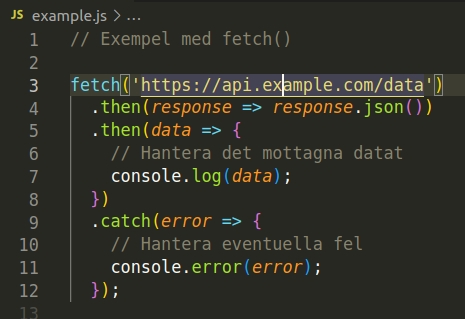 JS example.js > ...
1 // Exempel med fetch()
2
3 fetch('https://api.example.com/data')
4   .then(response => response.json())
5   .then(data => {
6     // Hantera det mottagna datat
7     console.log(data);
8   })
9   .catch(error => {
10     // Hantera eventuella fel
11     console.error(error);
12   });
13